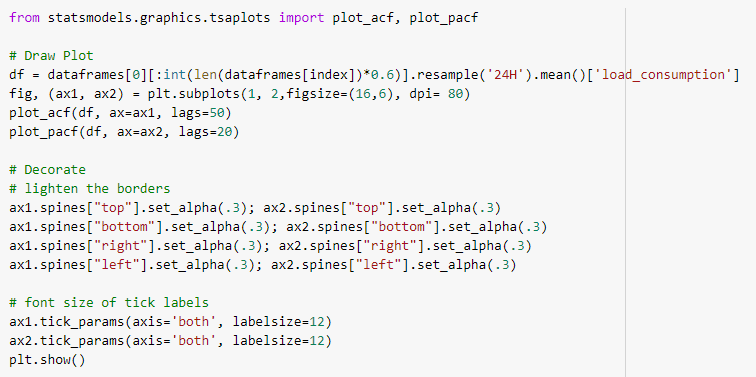 from statsmodels.graphics.tsaplots import plot_acf, plot_pacf
# Draw Plot
df = dataframes[0][:int(len(dataframes[index])*0.6)].resample('24H').mean()['load_consumption']
fig, (ax1, ax2) = plt.subplots(1, 2,figsize=(16,6), dpi= 80)
plot_acf(df, ax=ax1, lags=50)
plot_pacf(df, ax=ax2, lags=20)
# Decorate
# lighten the borders
ax1.spines["top"].set_alpha(.3); ax2.spines["top"].set_alpha(.3)
ax1.spines["bottom"].set_alpha(.3); ax2.spines["bottom"].set_alpha(.3)
ax1.spines["right"].set_alpha(.3); ax2.spines["right"].set_alpha(.3)
ax1.spines["left"].set_alpha(.3); ax2.spines["left"].set_alpha(.3)
# font size of tick labels
ax1.tick_params(axis='both', labelsize=12)
ax2.tick_params(axis='both', labelsize=12)
plt.show()